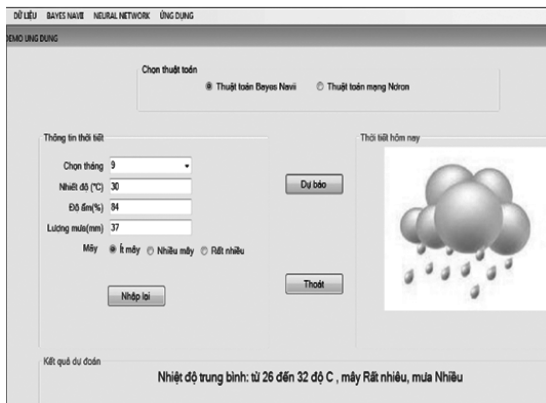 DỮ LIỆU BAYES NAVII NEURAL NETWORK ỨNG DỤNG
DEMO UNG DUNG
Chọn thuật toán
Thuật toán Bayes Navii Thuật toán mạng Nơron
Thông tin thời tiết
Thời tiết hôm nay
Chọn tháng 9
Nhiệt độ (°C) 30
Dự báo
Độ ẩm(%) 84
Lượng mưa(mm) 37
Mây Ít mây Nhiều mây Rất nhiều
Thoát
Nhập lại
Kết quả dự đoán
Nhiệt độ trung bình: từ 26 đến 32 độ C , mây Rất nhiều, mưa Nhiều